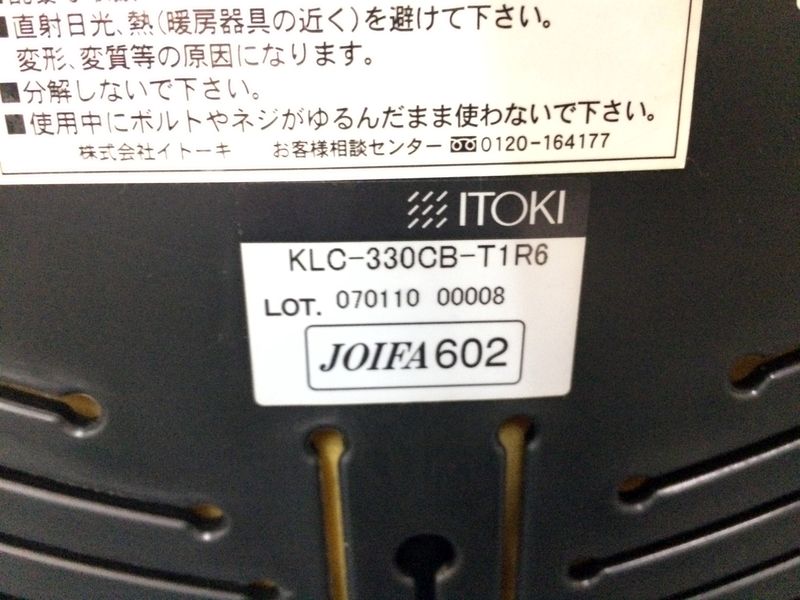 ■直射日光、熱(暖房器具の近く)を避けて下さい。
変形、変質等の原因になります。
■分解しないで下さい。
■使用中にボルトやネジがゆるんだまま使わないで下さい。
株式会社イトーキ お客様相談センター 0120-164177
ITOKI
KLC-330CB-T1R6
LOT. 070110 00008
JOIFA602